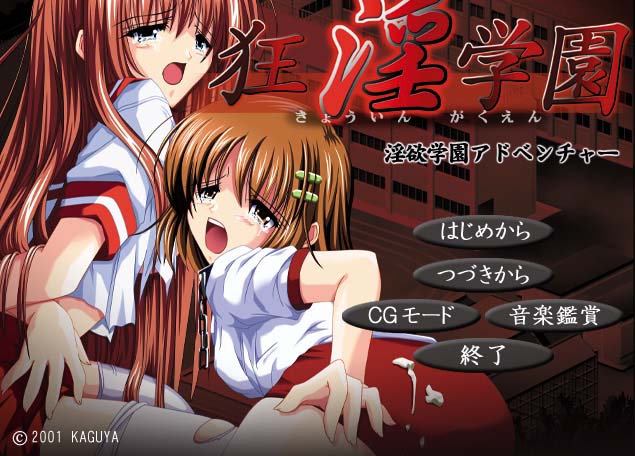 狂淫学園
きょういん がくえん
淫欲学園アドベンチャー
はじめから
つづきから
CGモード 音楽鑑賞
終了
© 2001 KAGUYA